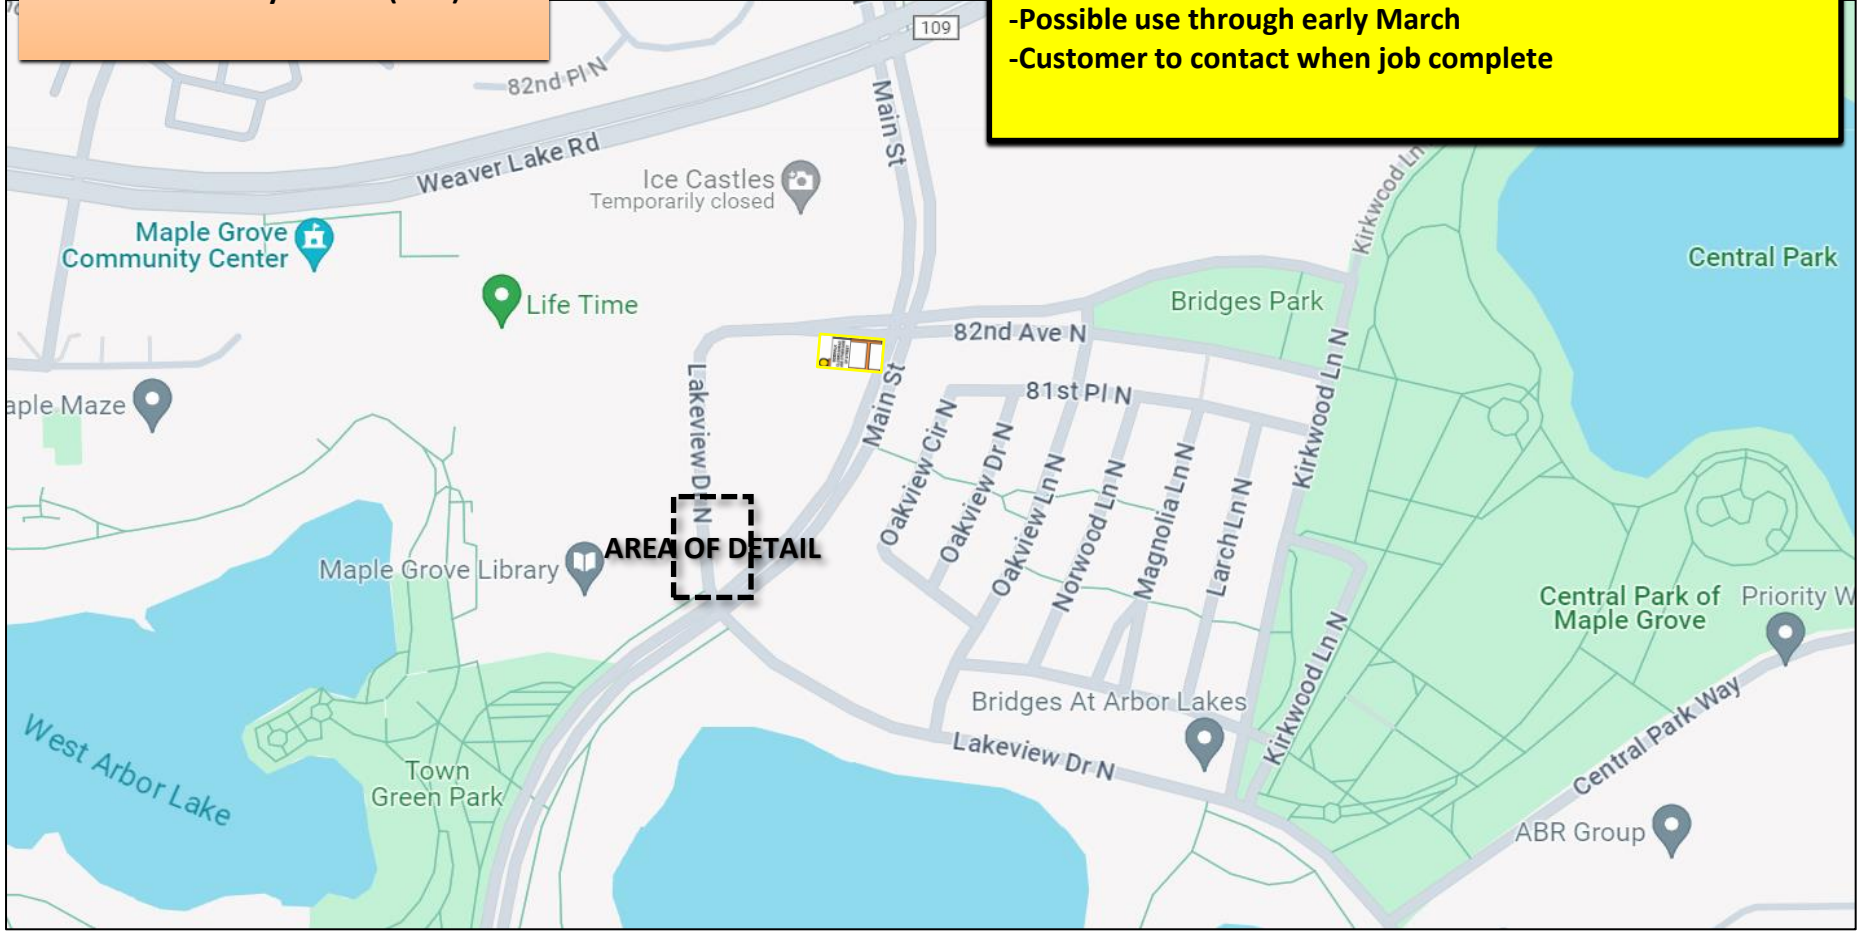 109
-Possible use through early March
-Customer to contact when job complete
82nd Pl N
Main St
Weaver Lake Rd
Ice Castles
Temporarily closed
Kirkwood Ln
Maple Grove
Community Center
Central Park
Life Time
Bridges Park
82nd Ave N
Lakeview Dr N
Main St
81st Pl N
Kirkwood Ln N
aple Maze
Oakview Cir N
Oakview Dr N
Oakview Ln N
Norwood Ln N
Magnolia Ln N
Larch Ln N
AREA OF DETAIL
Maple Grove Library
Central Park of
Maple Grove
Priority W
Kirkwood Ln N
Bridges At Arbor Lakes
Lakeview Dr N
Central Park Way
West Arbor Lake
Town
Green Park
ABR Group